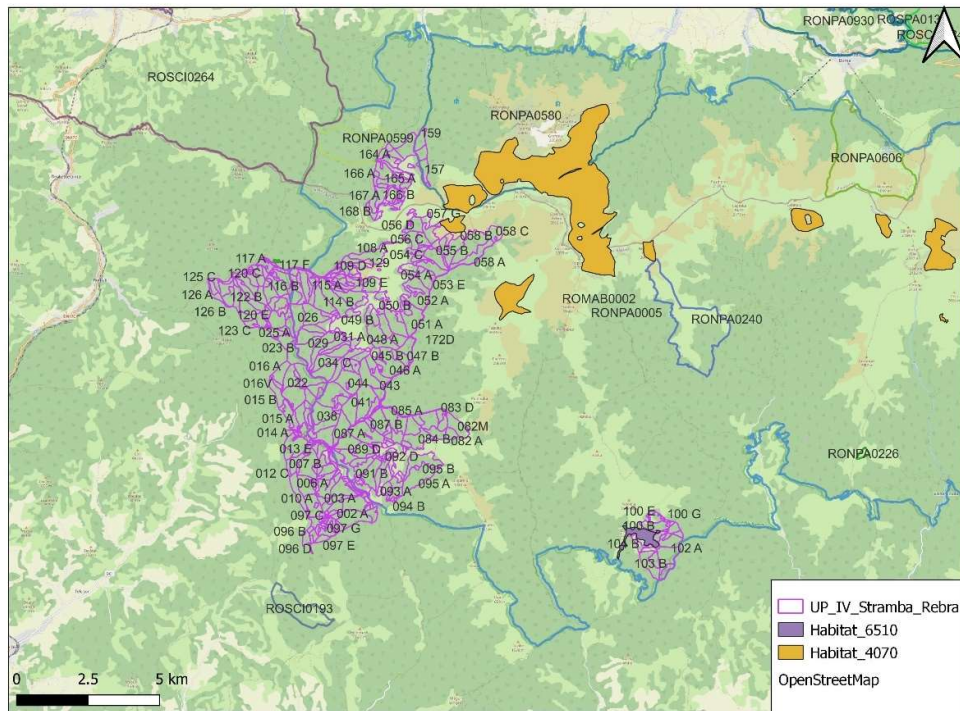 RONPA0930
ROSPA013
ROSCI0264
RONPA0580
RONPA0599
159
164 A
157
166 A
165 A
RONPA0606
167 A
166 B
168 B
057 G
056 D
058 B
058 C
056 C
055 B
108 A
054 C
058 A
117 A
117 F
109 D
129
125 C
120 C
116 B
115 A
109 E
054 A
053 E
126 A
122 B
114 B
050 B
052 A
ROMAB0002
126 B
120 E
026
049 B
RONPA0005
RONPA0240
123 C
025 A
029
031 A
048 A
051 A
172D
023 B
045 B
047 B
016 A
034 C
046 A
016V
022
044
043
015 B
041
085 A
083 D
015 A
038
087 B
082M
014 A
087 A
084 B
082 A
013 E
089 D
092 D
RONPA0226
012 C
007 B
091 B
095 B
006 A
095 A
010 A
003 A
093 A
094 B
097 C
002 A
100 E
100 G
096 B
097 G
100 B
096 D
097 E
102 A
103 B
ROSCI0193
UP_IV_Stramba_Rebra
Habitat_6510
Habitat_4070
OpenStreetMap
0 2.5 5 km